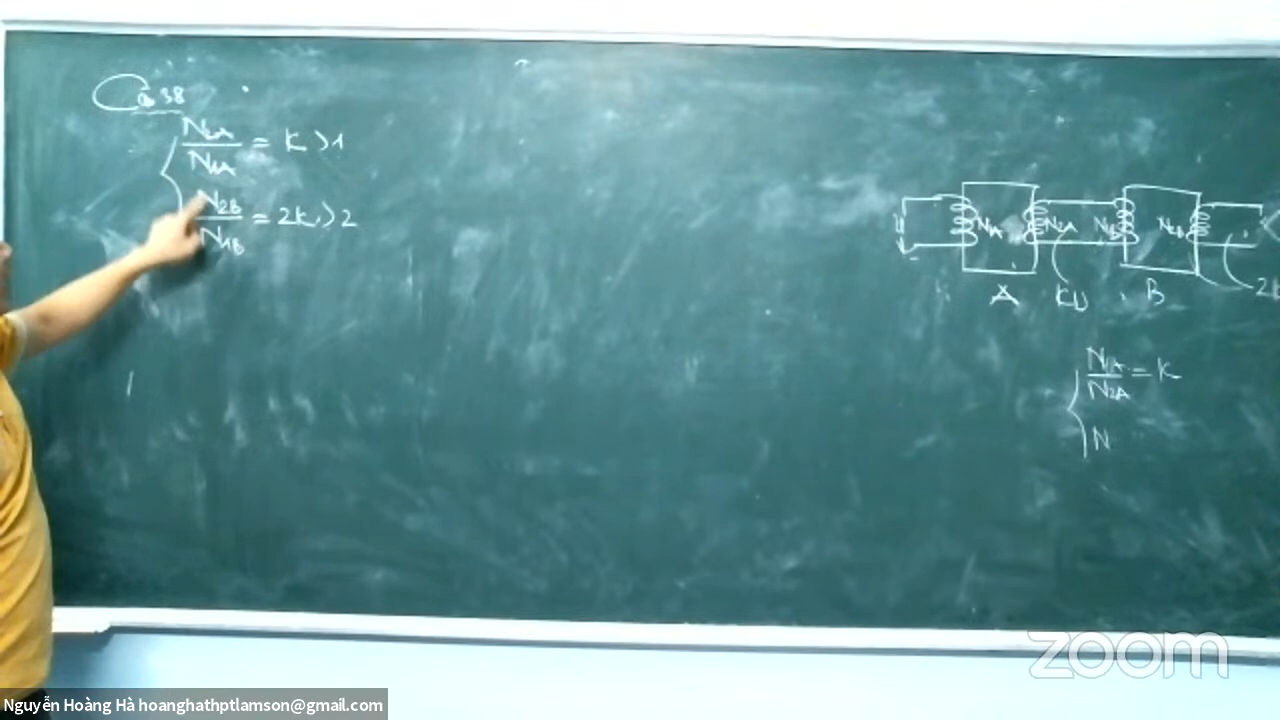 Câu 38
N2A / N1A = K > 1
N2B / N1B = 2K > 2
N1A N2A N1B N2B
A KU B
N1A / N2A = K
N
zoom
Nguyễn Hoàng Hà hoanghathptlamson@gmail.com